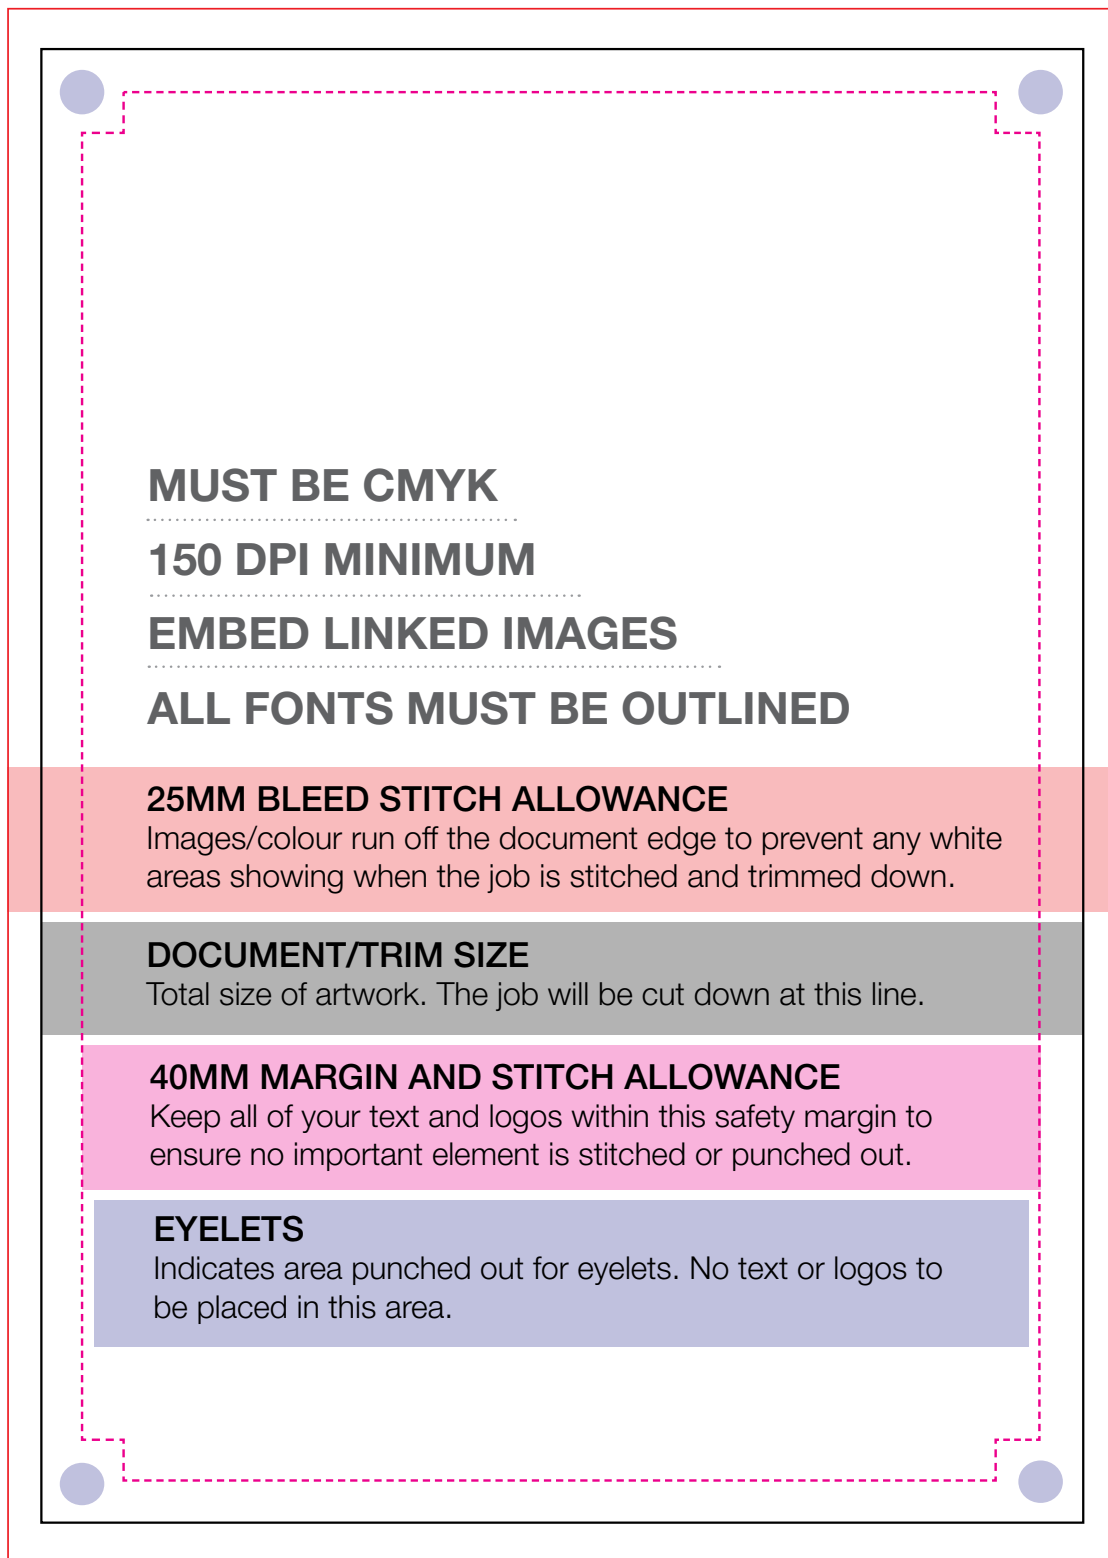 MUST BE CMYK
150 DPI MINIMUM
EMBED LINKED IMAGES
ALL FONTS MUST BE OUTLINED
25MM BLEED STITCH ALLOWANCE
Images/colour run off the document edge to prevent any white
areas showing when the job is stitched and trimmed down.
DOCUMENT/TRIM SIZE
Total size of artwork. The job will be cut down at this line.
40MM MARGIN AND STITCH ALLOWANCE
Keep all of your text and logos within this safety margin to
ensure no important element is stitched or punched out.
EYELETS
Indicates area punched out for eyelets. No text or logos to
be placed in this area.